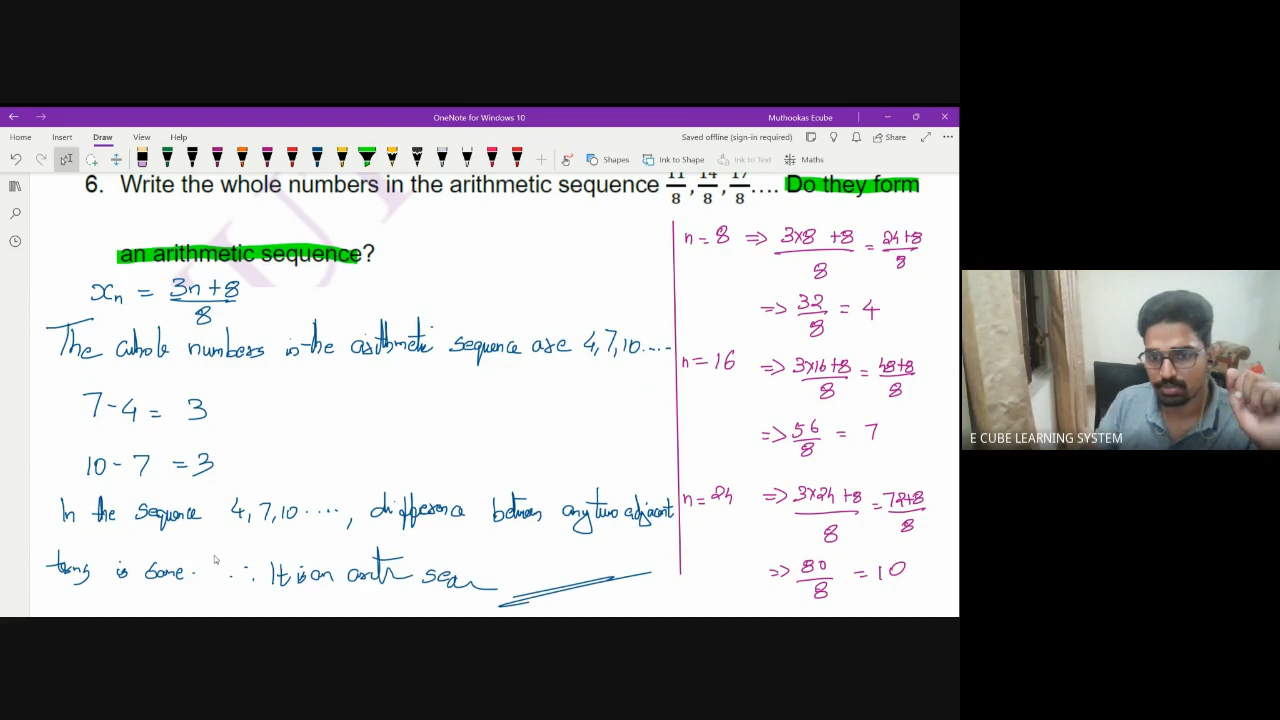 OneNote for Windows 10
Muthookas Ecube
Home Insert Draw View Help
Saved offline (sign-in required)
Share
Shapes
Ink to Shape
Ink to Text
Maths
6. Write the whole numbers in the arithmetic sequence 11/8, 14/8, 17/8.... Do they form
an arithmetic sequence?
xₙ = (3n+8)/8
The whole numbers in the arithmetic sequence are 4, 7, 10.....
7-4 = 3
10-7 = 3
In the sequence 4, 7, 10....., difference between any two adjacent
terms is same. ∴ It is an arith seq
n=8 => (3×8+8)/8 = (24+8)/8
=> 32/8 = 4
n=16 => (3×16+8)/8 = (48+8)/8
=> 56/8 = 7
n=24 => (3×24+8)/8 = (72+8)/8
=> 80/8 = 10
E CUBE LEARNING SYSTEM